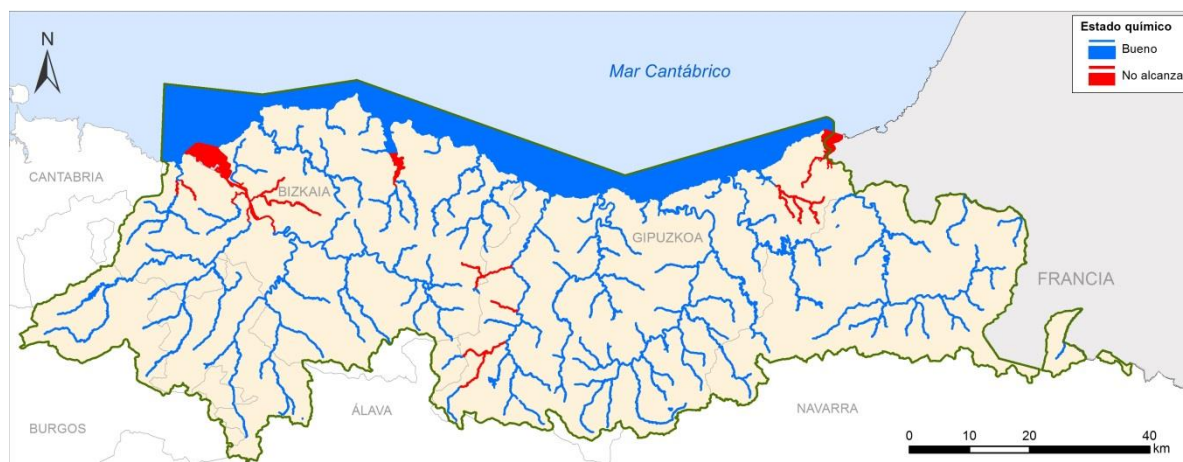 N
Mar Cantábrico
Estado químico
Bueno
No alcanza
CANTABRIA
BIZKAIA
GIPUZKOA
FRANCIA
ÁLAVA
NAVARRA
BURGOS
0 10 20 40
km